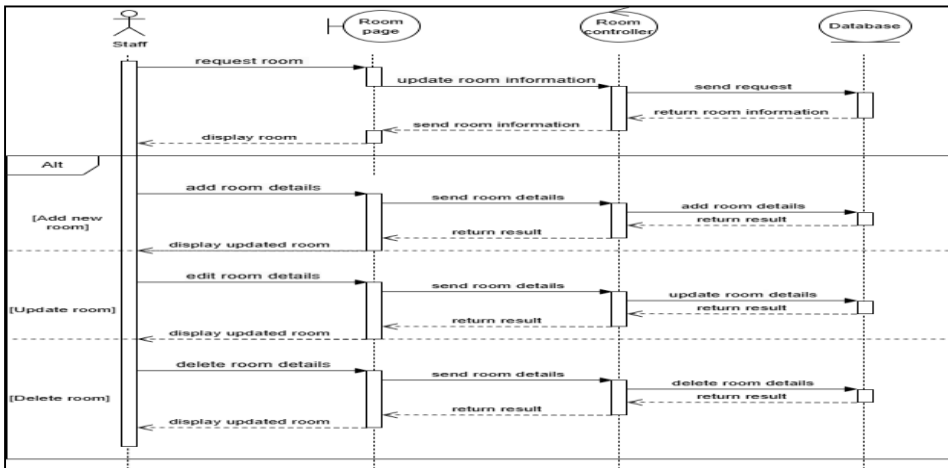 Staff
Room
page
Room
controller
Database
request room
update room information
send request
return room information
send room information
display room
Alt
add room details
send room details
add room details
[Add new
room]
return result
return result
display updated room
edit room details
send room details
update room details
[Update room]
return result
return result
display updated room
delete room details
send room details
delete room details
[Delete room]
return result
return result
display updated room